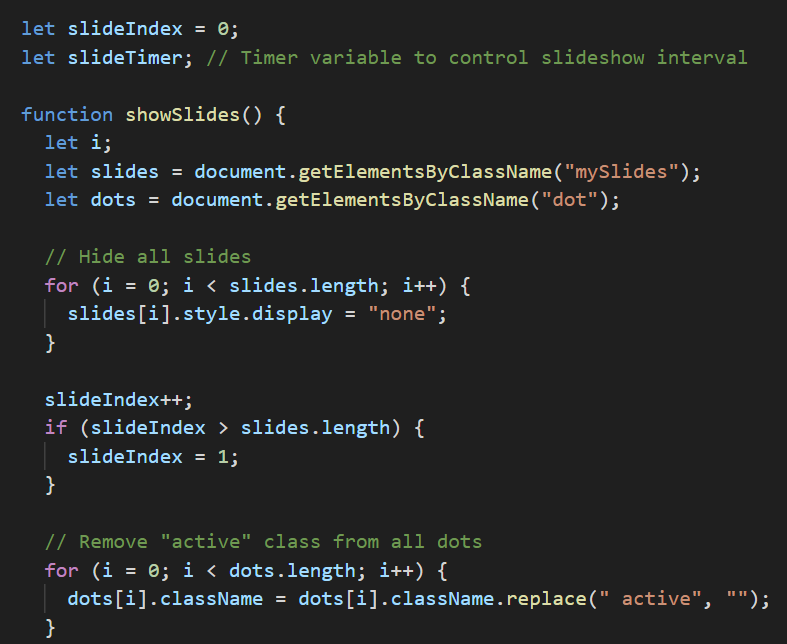 let slideIndex = 0;
let slideTimer; // Timer variable to control slideshow interval

function showSlides() {
  let i;
  let slides = document.getElementsByClassName("mySlides");
  let dots = document.getElementsByClassName("dot");

  // Hide all slides
  for (i = 0; i < slides.length; i++) {
    slides[i].style.display = "none";
  }

  slideIndex++;
  if (slideIndex > slides.length) {
    slideIndex = 1;
  }

  // Remove "active" class from all dots
  for (i = 0; i < dots.length; i++) {
    dots[i].className = dots[i].className.replace(" active", "");
  }